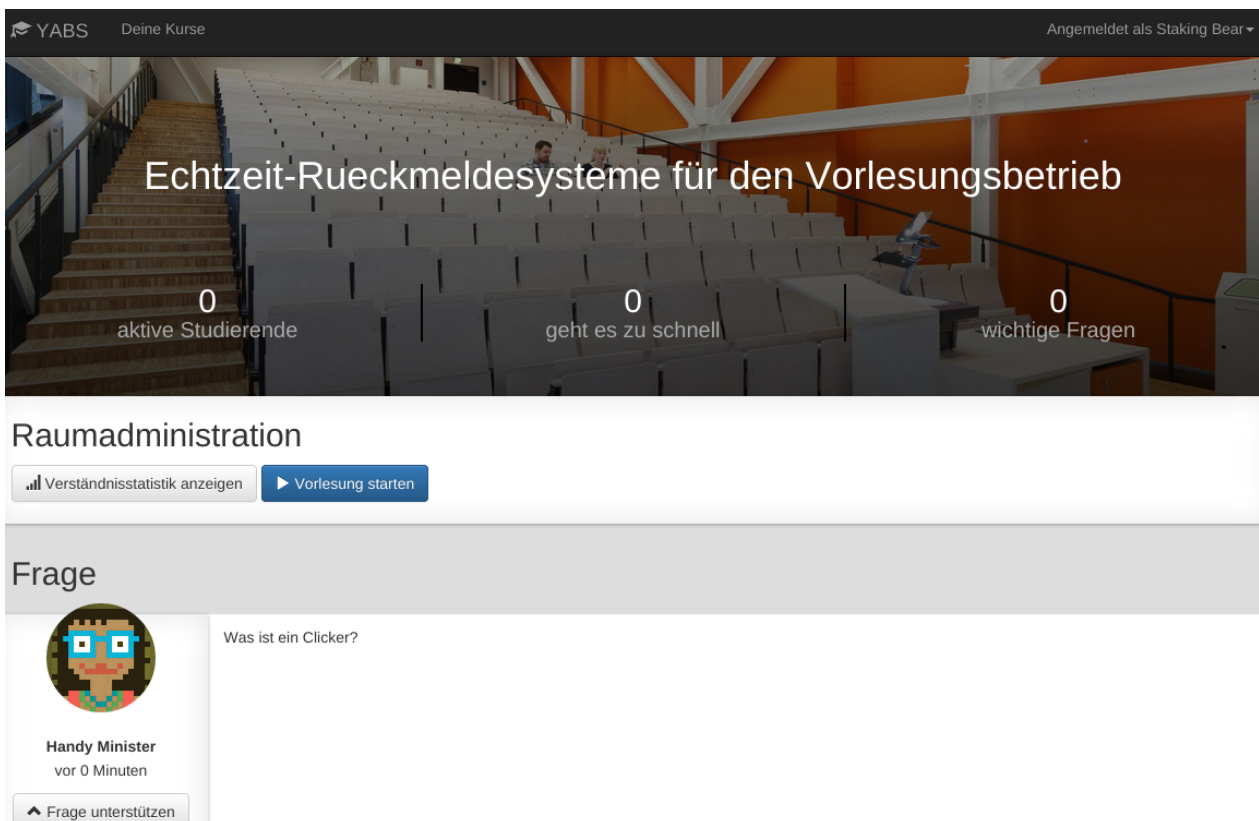 YABS Deine Kurse Angemeldet als Staking Bear
Echtzeit-Rueckmeldesysteme für den Vorlesungsbetrieb
0 0 0
aktive Studierende geht es zu schnell wichtige Fragen
Raumadministration
Verständnisstatistik anzeigen Vorlesung starten
Frage
Was ist ein Clicker?
Handy Minister
vor 0 Minuten
Frage unterstützen